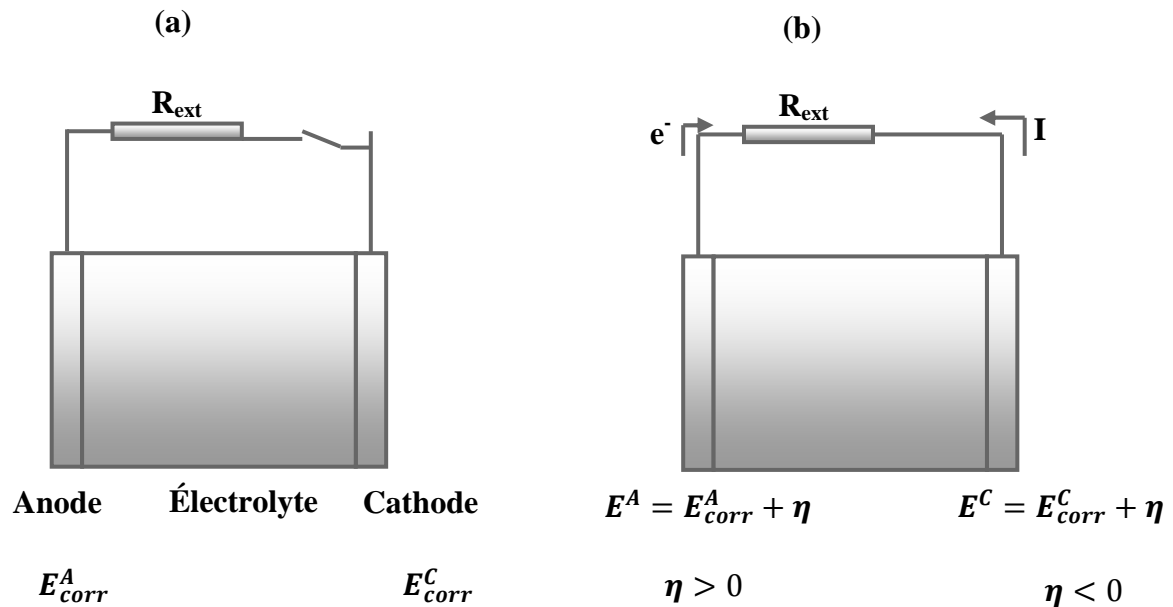 (a)
(b)
R_ext
e⁻
R_ext
I
Anode
Électrolyte
Cathode
E^A = E^A_corr + η
E^C = E^C_corr + η
E^A_corr
E^C_corr
η > 0
η < 0